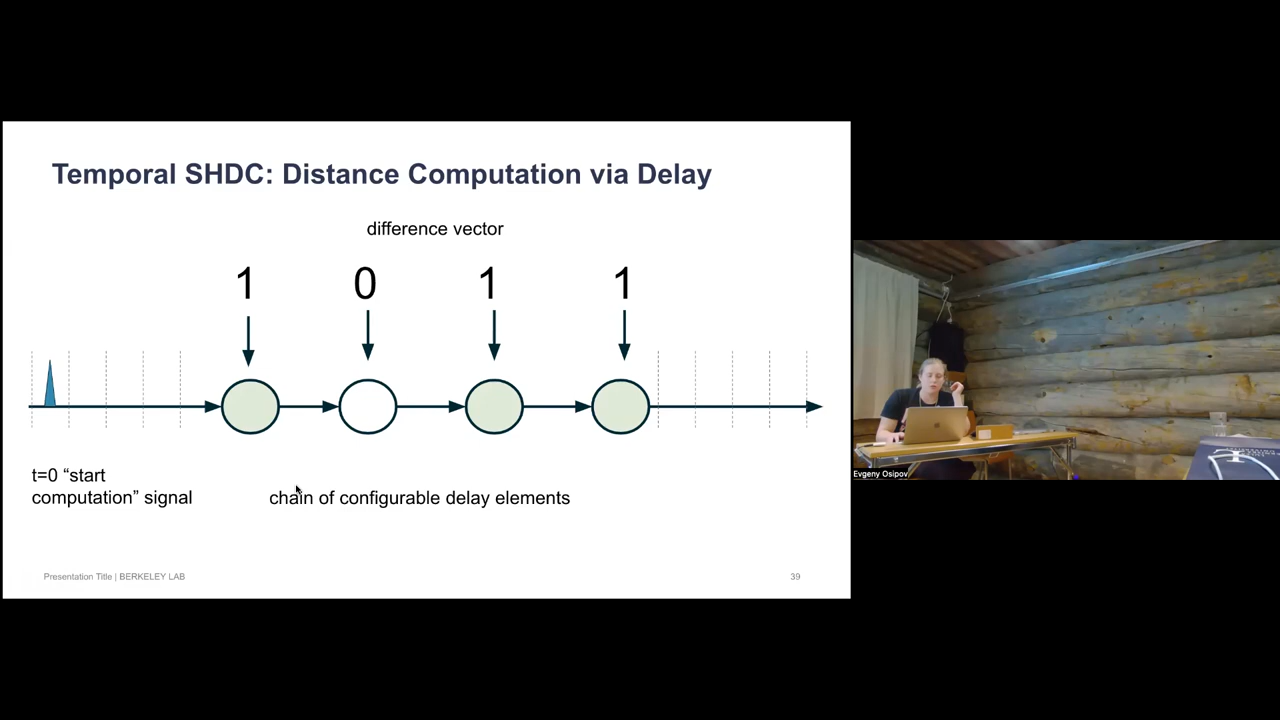 Temporal SHDC: Distance Computation via Delay
difference vector
1 0 1 1
t=0 “start
computation” signal
chain of configurable delay elements
Presentation Title | BERKELEY LAB
39
Evgeny Osipov